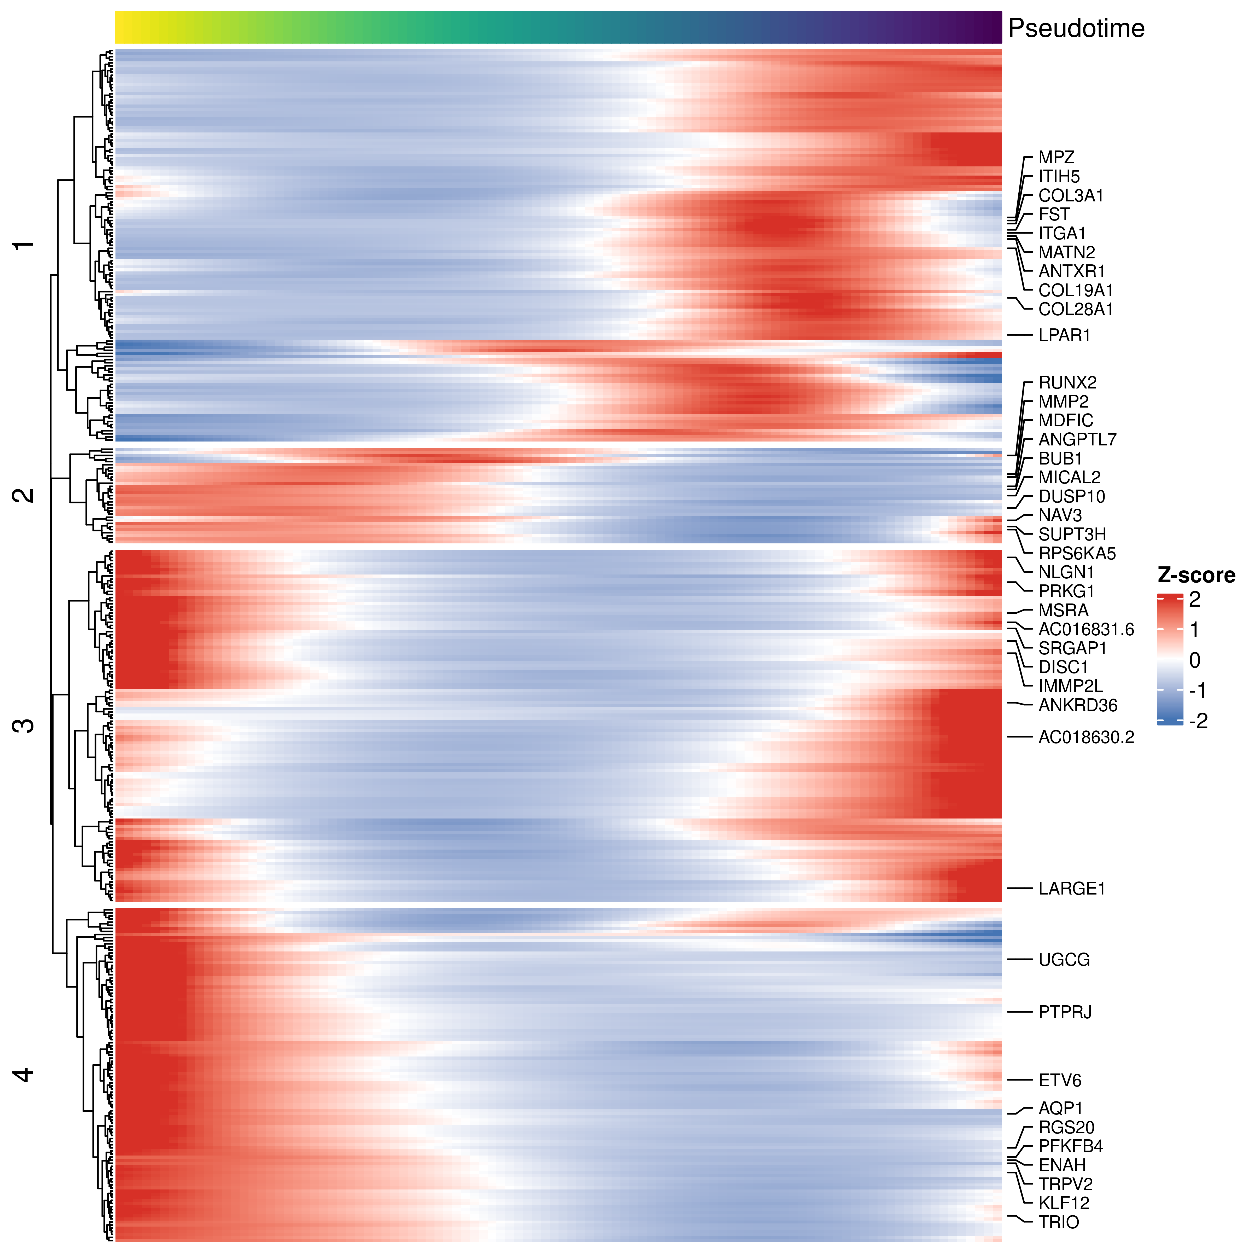 Pseudotime
1
2
3
4
MPZ
ITIH5
COL3A1
FST
ITGA1
MATN2
ANTXR1
COL19A1
COL28A1
LPAR1
RUNX2
MMP2
MDFIC
ANGPTL7
BUB1
MICAL2
DUSP10
NAV3
SUPT3H
RPS6KA5
NLGN1
PRKG1
MSRA
AC016831.6
SRGAP1
DISC1
IMMP2L
ANKRD36
AC018630.2
LARGE1
UGCG
PTPRJ
ETV6
AQP1
RGS20
PFKFB4
ENAH
TRPV2
KLF12
TRIO
Z-score
2
1
0
-1
-2